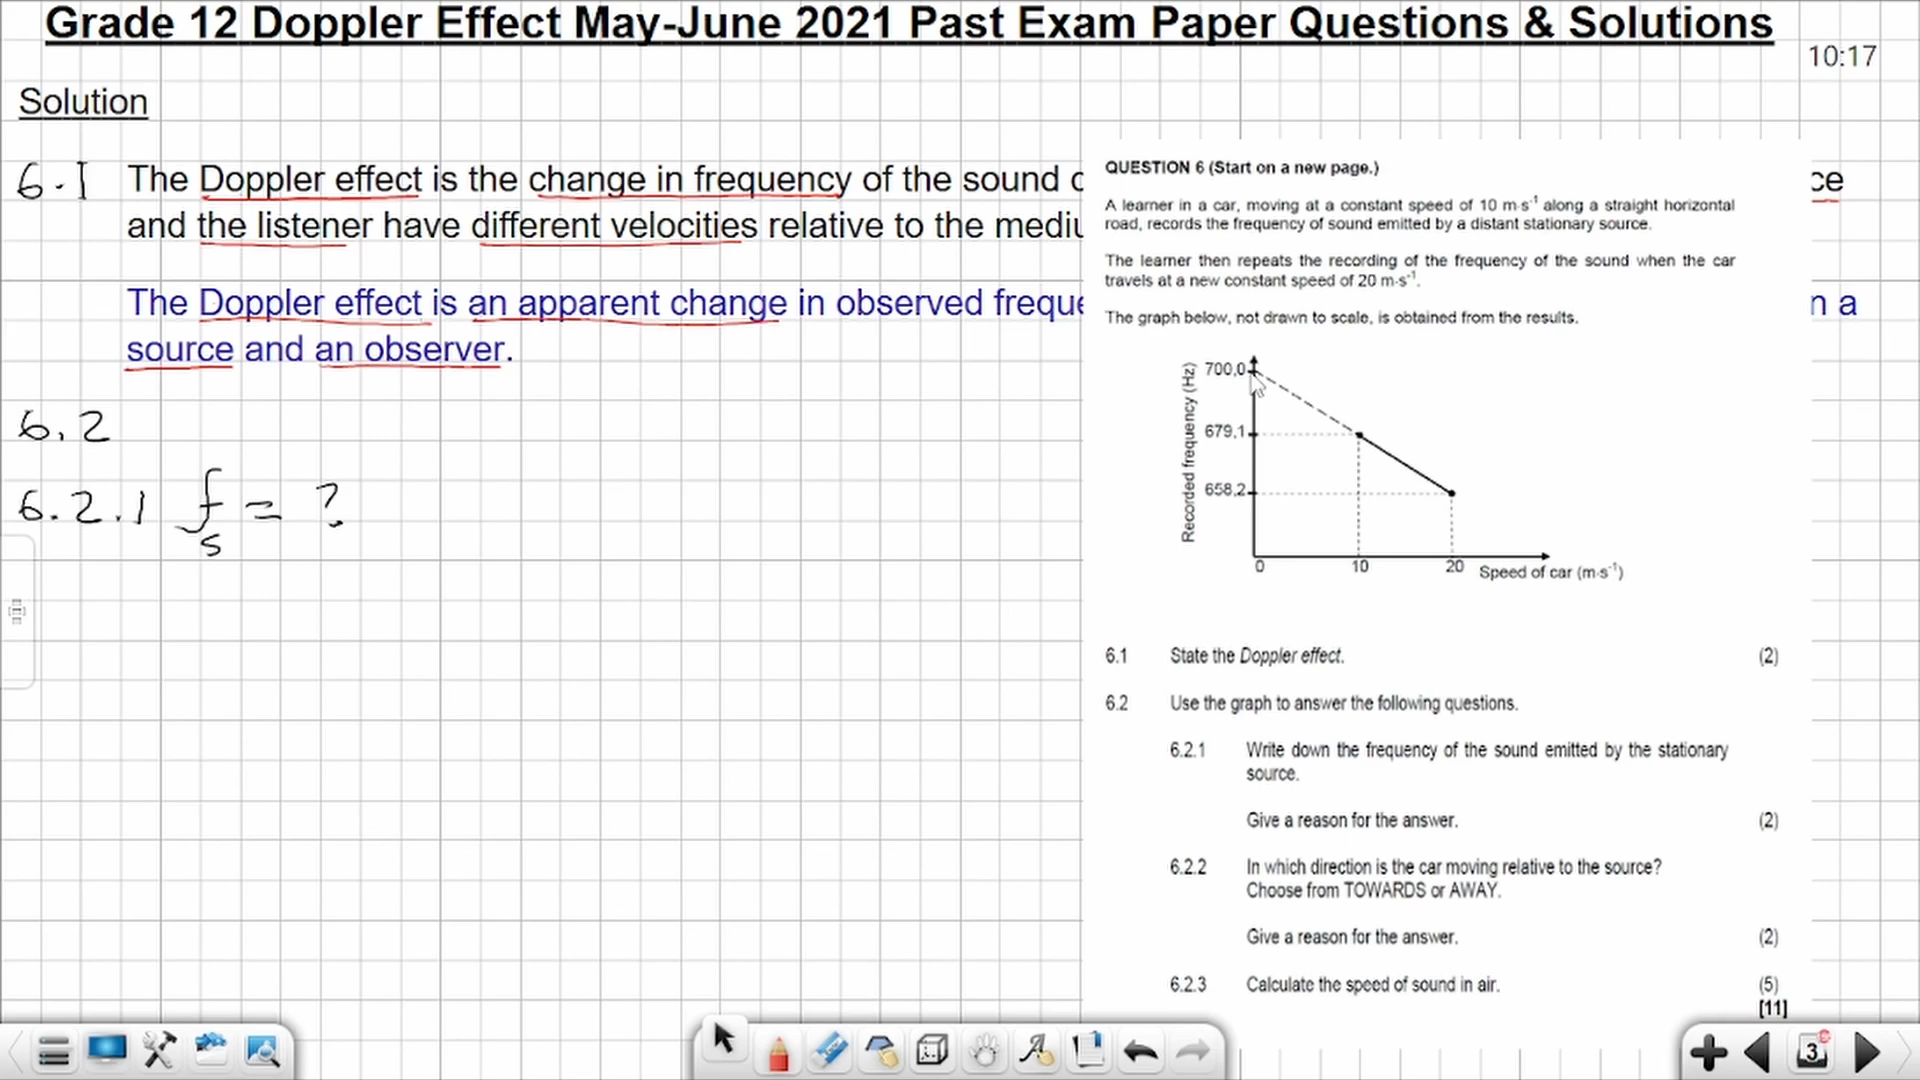 Grade 12 Doppler Effect May-June 2021 Past Exam Paper Questions & Solutions
10:17
Solution
6.1 The Doppler effect is the change in frequency of the sound
ce
and the listener have different velocities relative to the
The Doppler effect is an apparent change in observed
n a
source and an observer.
6.2
6.2.1 fs = ?
QUESTION 6 (Start on a new page.)
A learner in a car, moving at a constant speed of 10 m·s⁻¹ along a straight horizontal
road, records the frequency of sound emitted by a distant stationary source.
The learner then repeats the recording of the frequency of the sound when the car
travels at a new constant speed of 20 m·s⁻¹.
The graph below, not drawn to scale, is obtained from the results.
Recorded frequency (Hz)
700,0
679,1
658,2
0 10 20 Speed of car (m·s⁻¹)
6.1 State the Doppler effect. (2)
6.2 Use the graph to answer the following questions.
6.2.1 Write down the frequency of the sound emitted by the stationary
source.
Give a reason for the answer. (2)
6.2.2 In which direction is the car moving relative to the source?
Choose from TOWARDS or AWAY.
Give a reason for the answer. (2)
6.2.3 Calculate the speed of sound in air. (5)
[11]
3